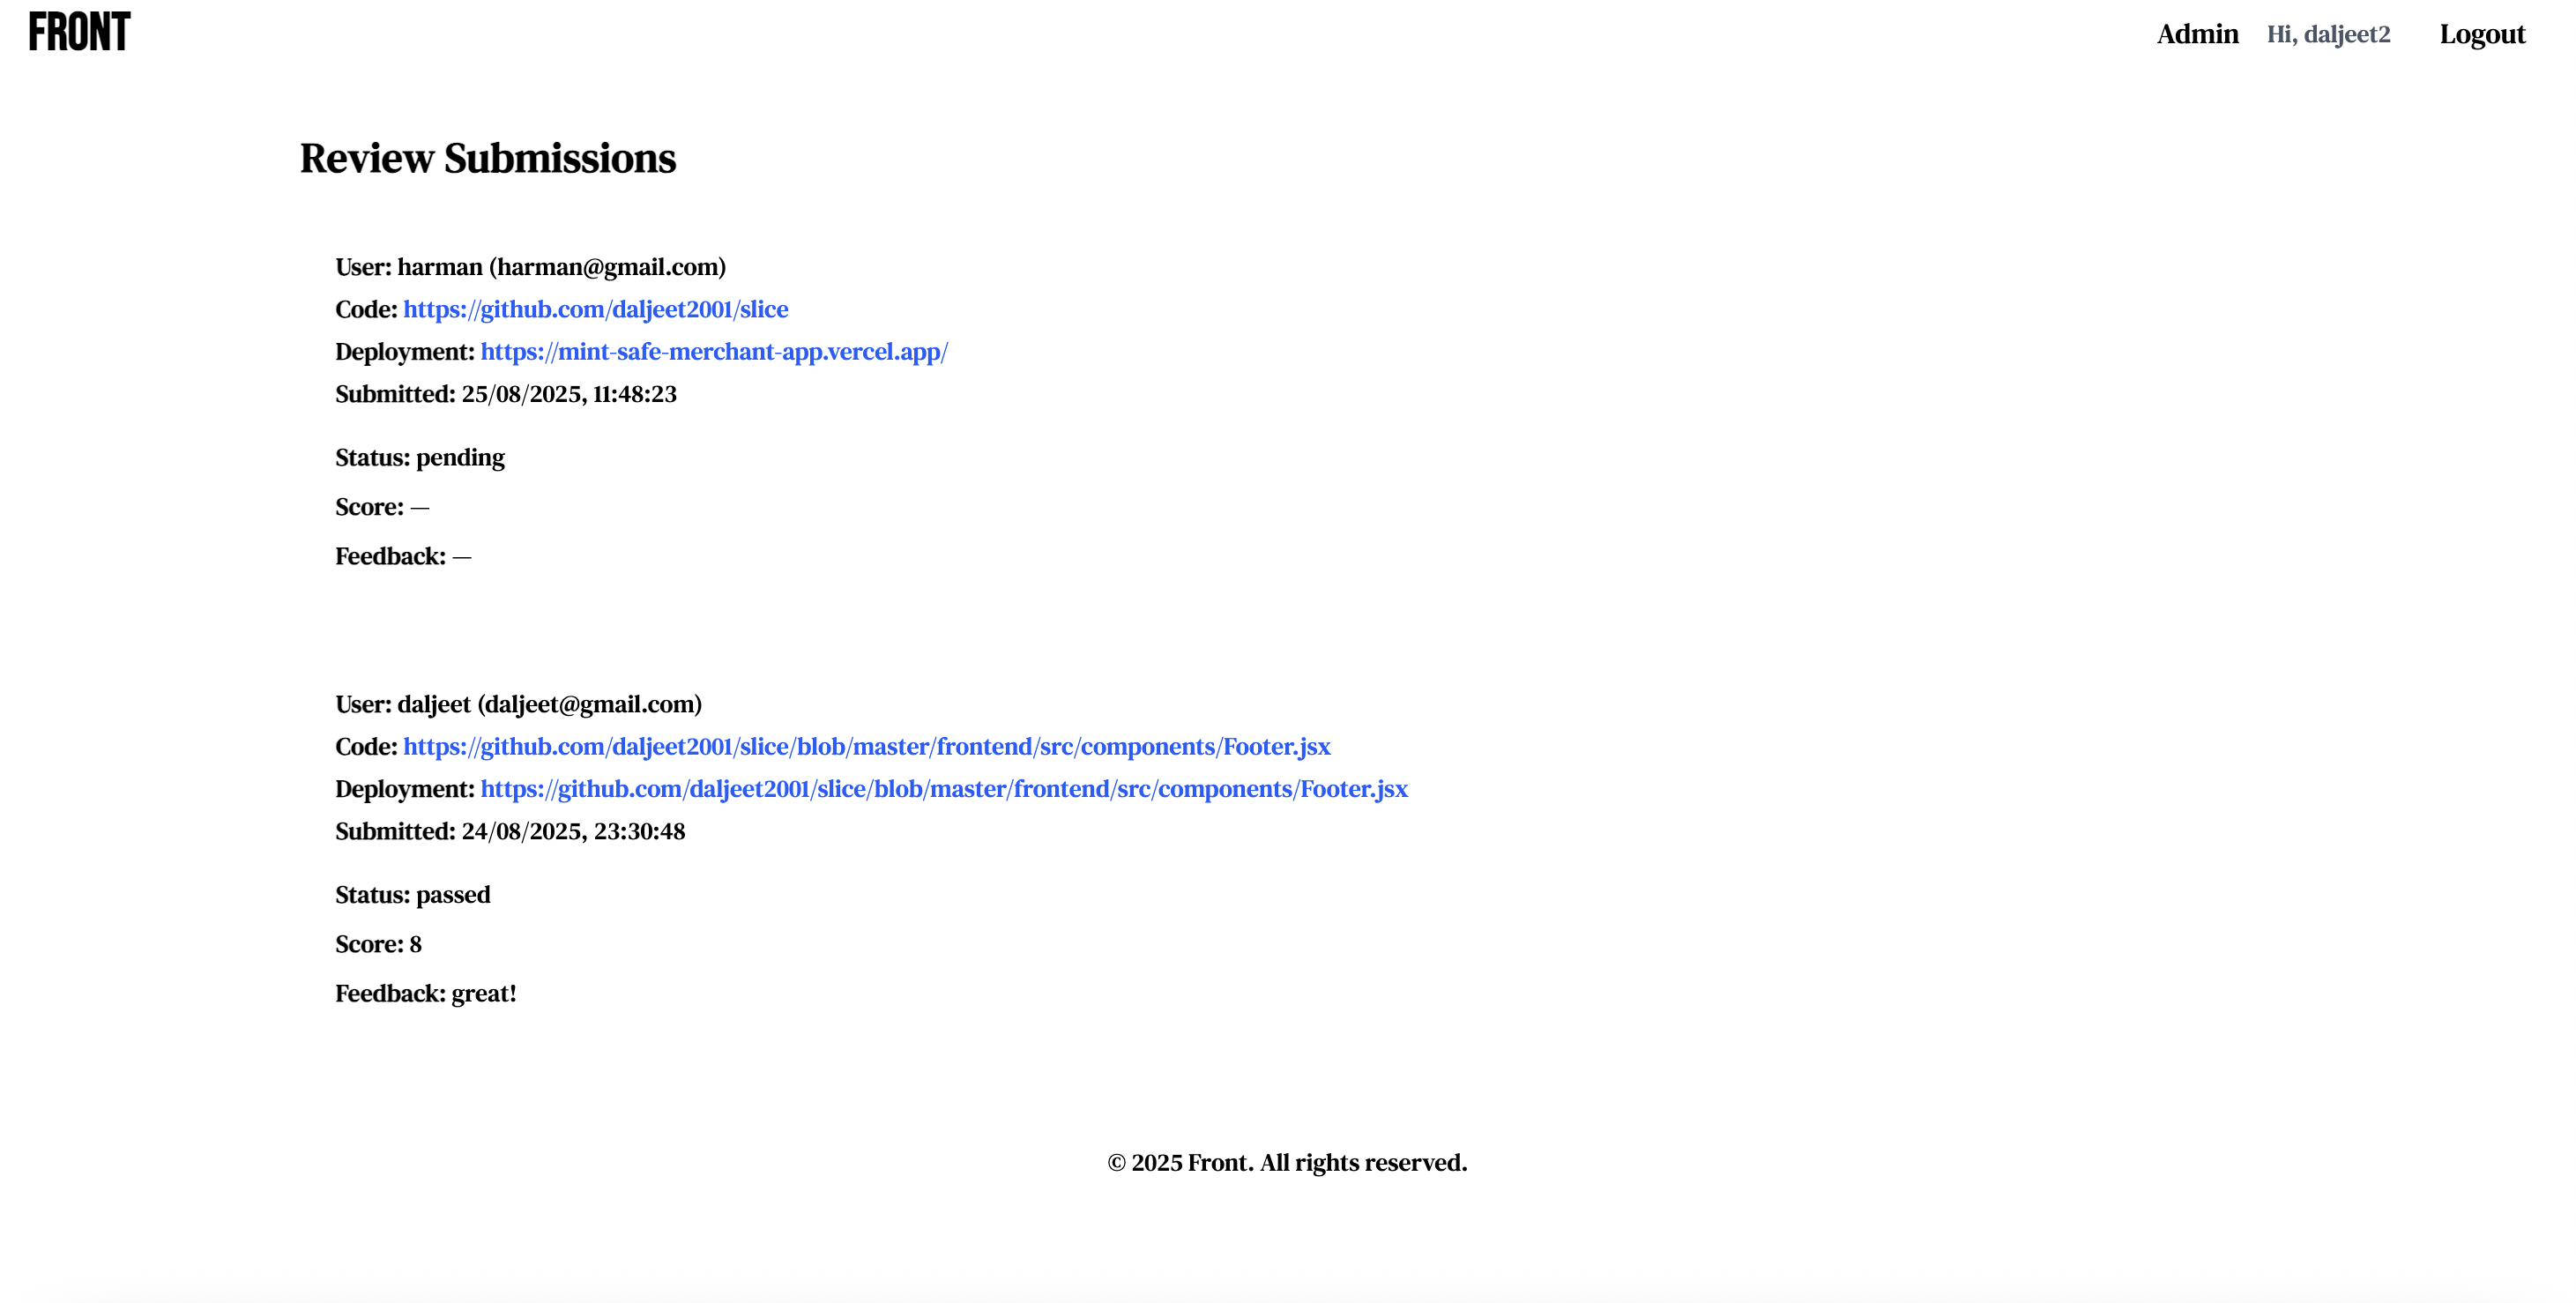 FRONT
Admin Hi, daljeet2 Logout
Review Submissions
User: harman (harman@gmail.com)
Code: https://github.com/daljeet2001/slice
Deployment: https://mint-safe-merchant-app.vercel.app/
Submitted: 25/08/2025, 11:48:23
Status: pending
Score: —
Feedback: —
User: daljeet (daljeet@gmail.com)
Code: https://github.com/daljeet2001/slice/blob/master/frontend/src/components/Footer.jsx
Deployment: https://github.com/daljeet2001/slice/blob/master/frontend/src/components/Footer.jsx
Submitted: 24/08/2025, 23:30:48
Status: passed
Score: 8
Feedback: great!
© 2025 Front. All rights reserved.